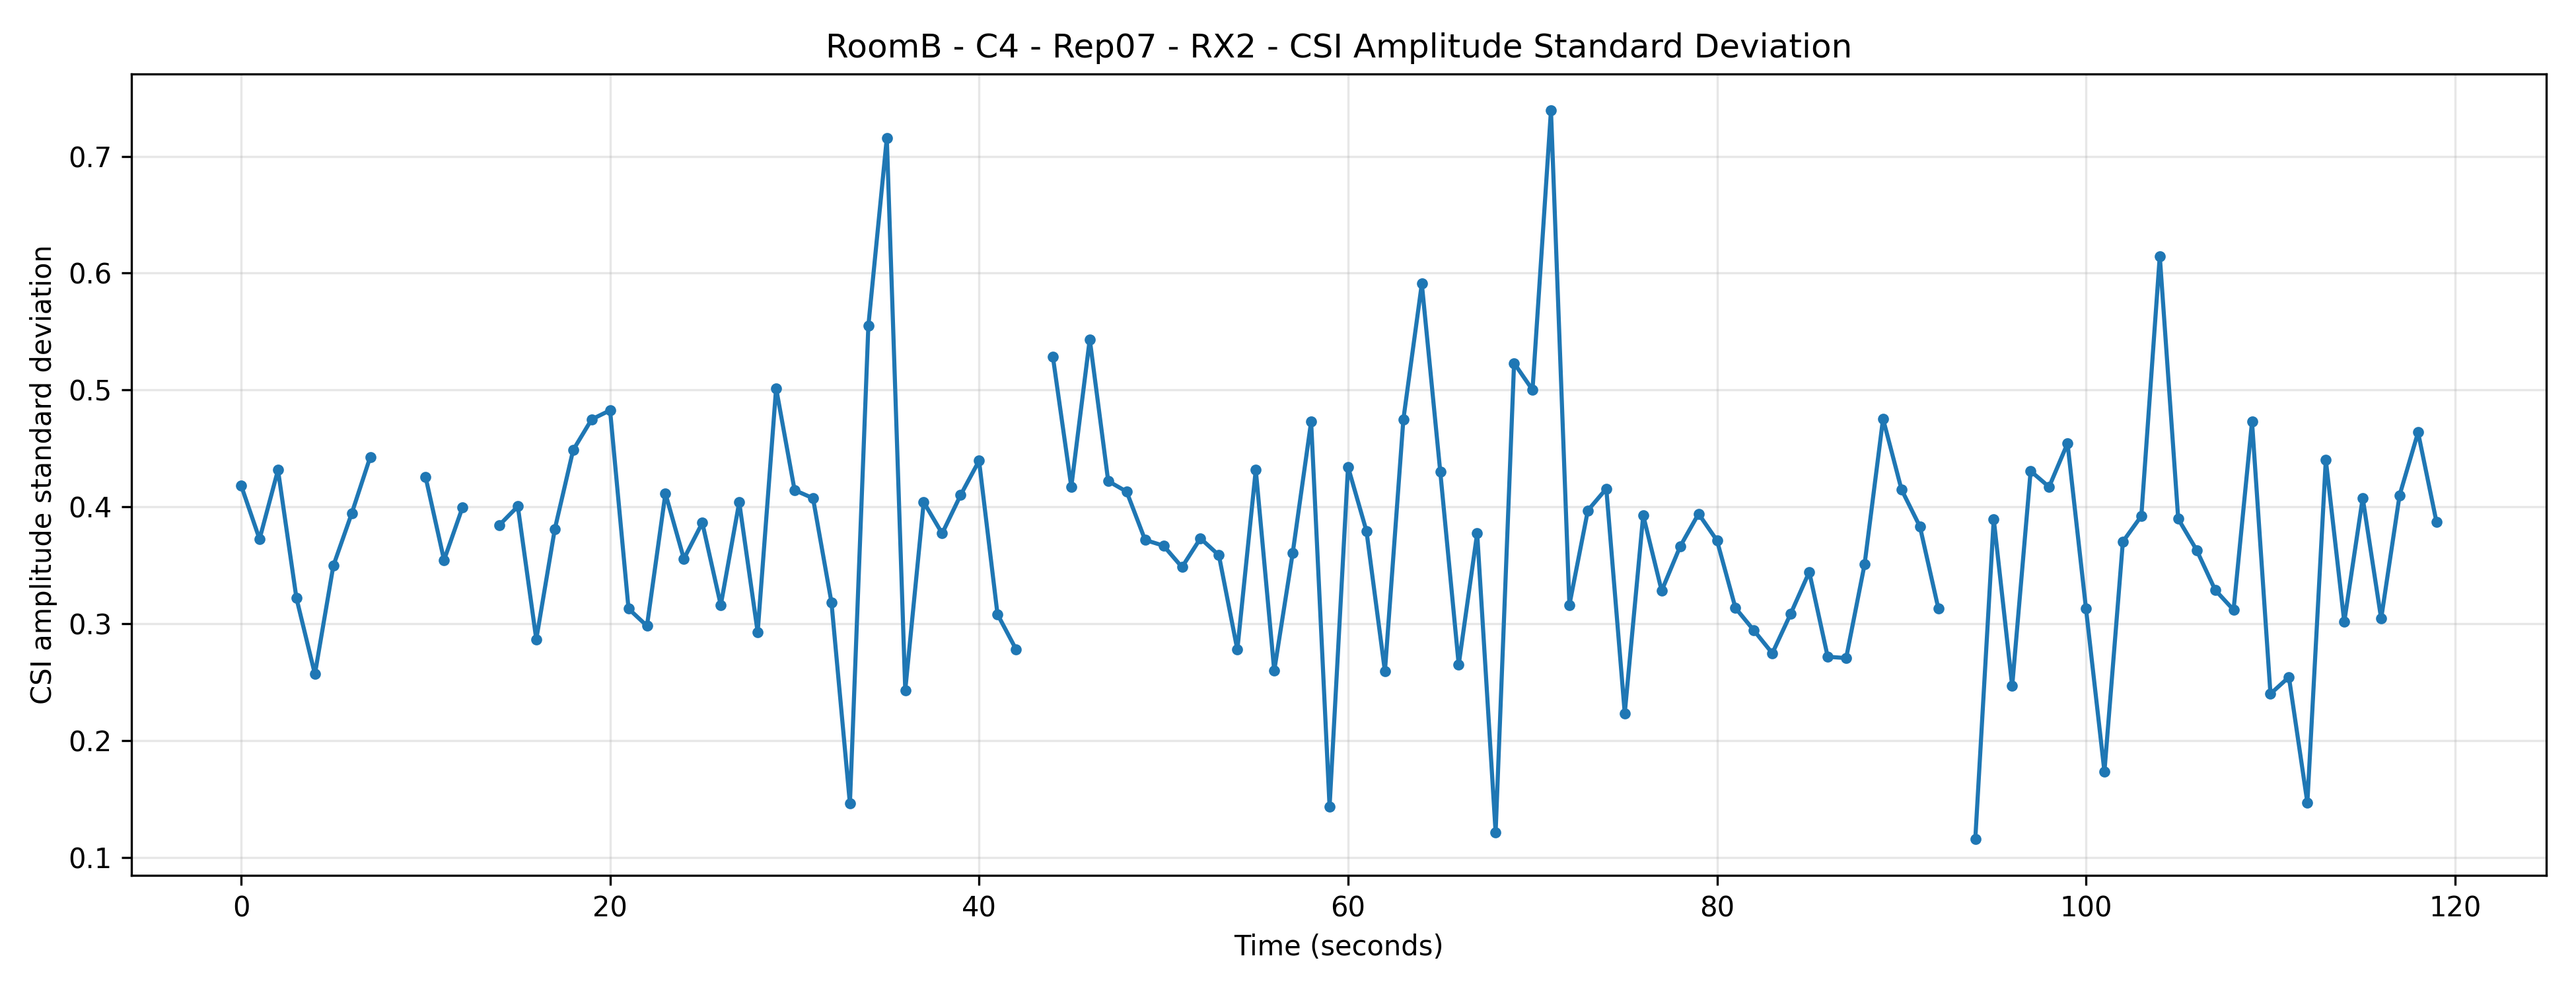 RoomB - C4 - Rep07 - RX2 - CSI Amplitude Standard Deviation
CSI amplitude standard deviation
0.7
0.6
0.5
0.4
0.3
0.2
0.1
0 20 40 60 80 100 120
Time (seconds)